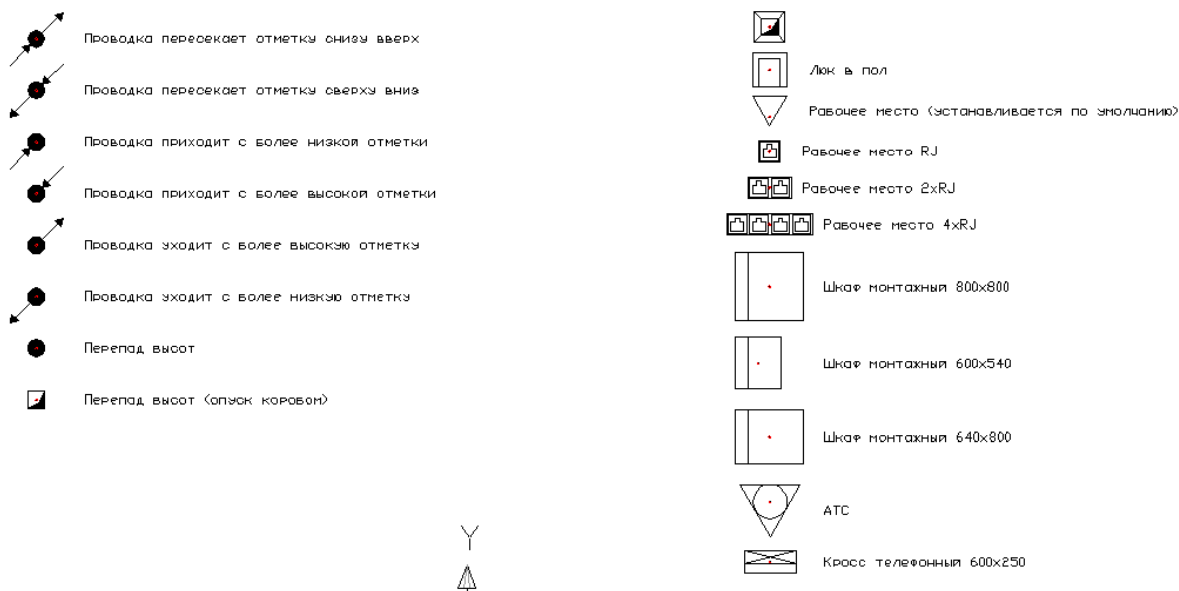 Проводка пересекает отметку снизу вверх
Проводка пересекает отметку сверху вниз
Проводка приходит с более низкой отметки
Проводка приходит с более высокой отметки
Проводка уходит с более высокую отметку
Проводка уходит с более низкую отметку
Перепад высот
Перепад высот (опуск коробом)
Y
Люк в пол
Рабочее место (устанавливается по умолчанию)
Рабочее место RJ
Рабочее место 2xRJ
Рабочее место 4xRJ
Шкаф монтажный 800x800
Шкаф монтажный 600x540
Шкаф монтажный 640x800
АТС
Кросс телефонный 600x250